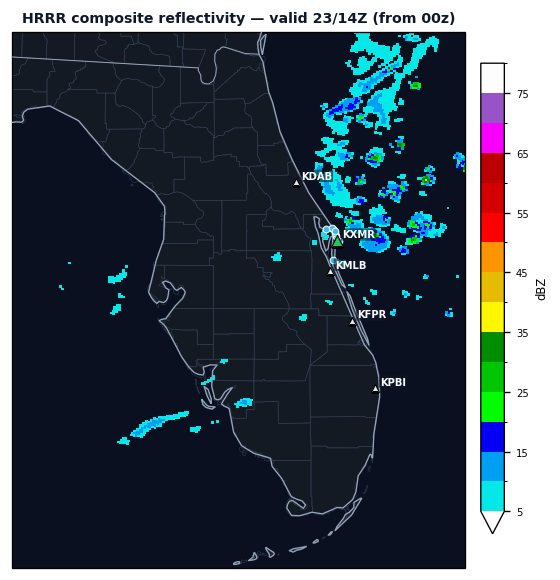 HRRR composite reflectivity — valid 23/14Z (from 00z)
KDAB
KXMR
KMLB
KFPR
KPBI
75
65
55
45
35
25
15
5
dBZ